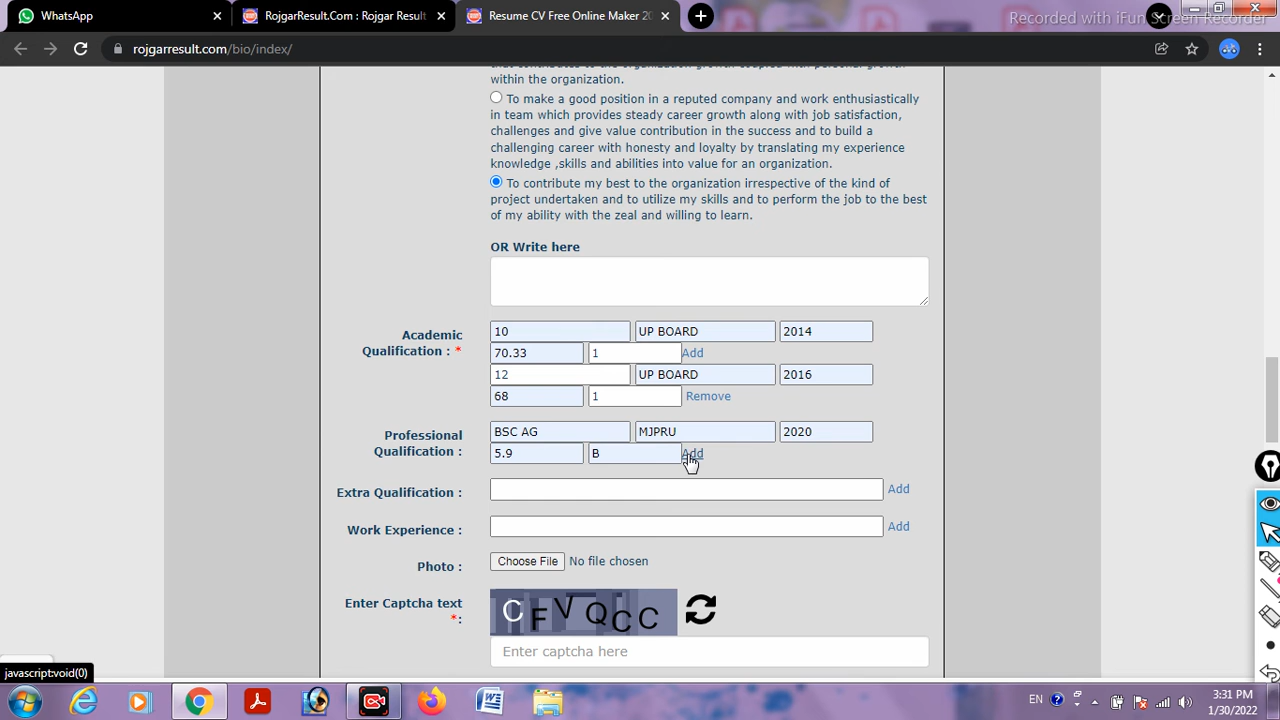 WhatsApp
RojgarResult.Com : Rojgar Result
Resume CV Free Online Maker 20
Recorded with iFun Screen Recorder
rojgarresult.com/bio/index/
within the organization.
To make a good position in a reputed company and work enthusiastically
in team which provides steady career growth along with job satisfaction,
challenges and give value contribution in the success and to build a
challenging career with honesty and loyalty by translating my experience
knowledge ,skills and abilities into value for an organization.
To contribute my best to the organization irrespective of the kind of
project undertaken and to utilize my skills and to perform the job to the best
of my ability with the zeal and willing to learn.
OR Write here
Academic
Qualification : *
10 UP BOARD 2014
70.33 1 Add
12 UP BOARD 2016
68 1 Remove
Professional
Qualification :
BSC AG MJPRU 2020
5.9 B Add
Extra Qualification : Add
Work Experience : Add
Photo : Choose File No file chosen
Enter Captcha text
*:
CFVQCC
Enter captcha here
javascript:void(0)
EN
3:31 PM
1/30/2022